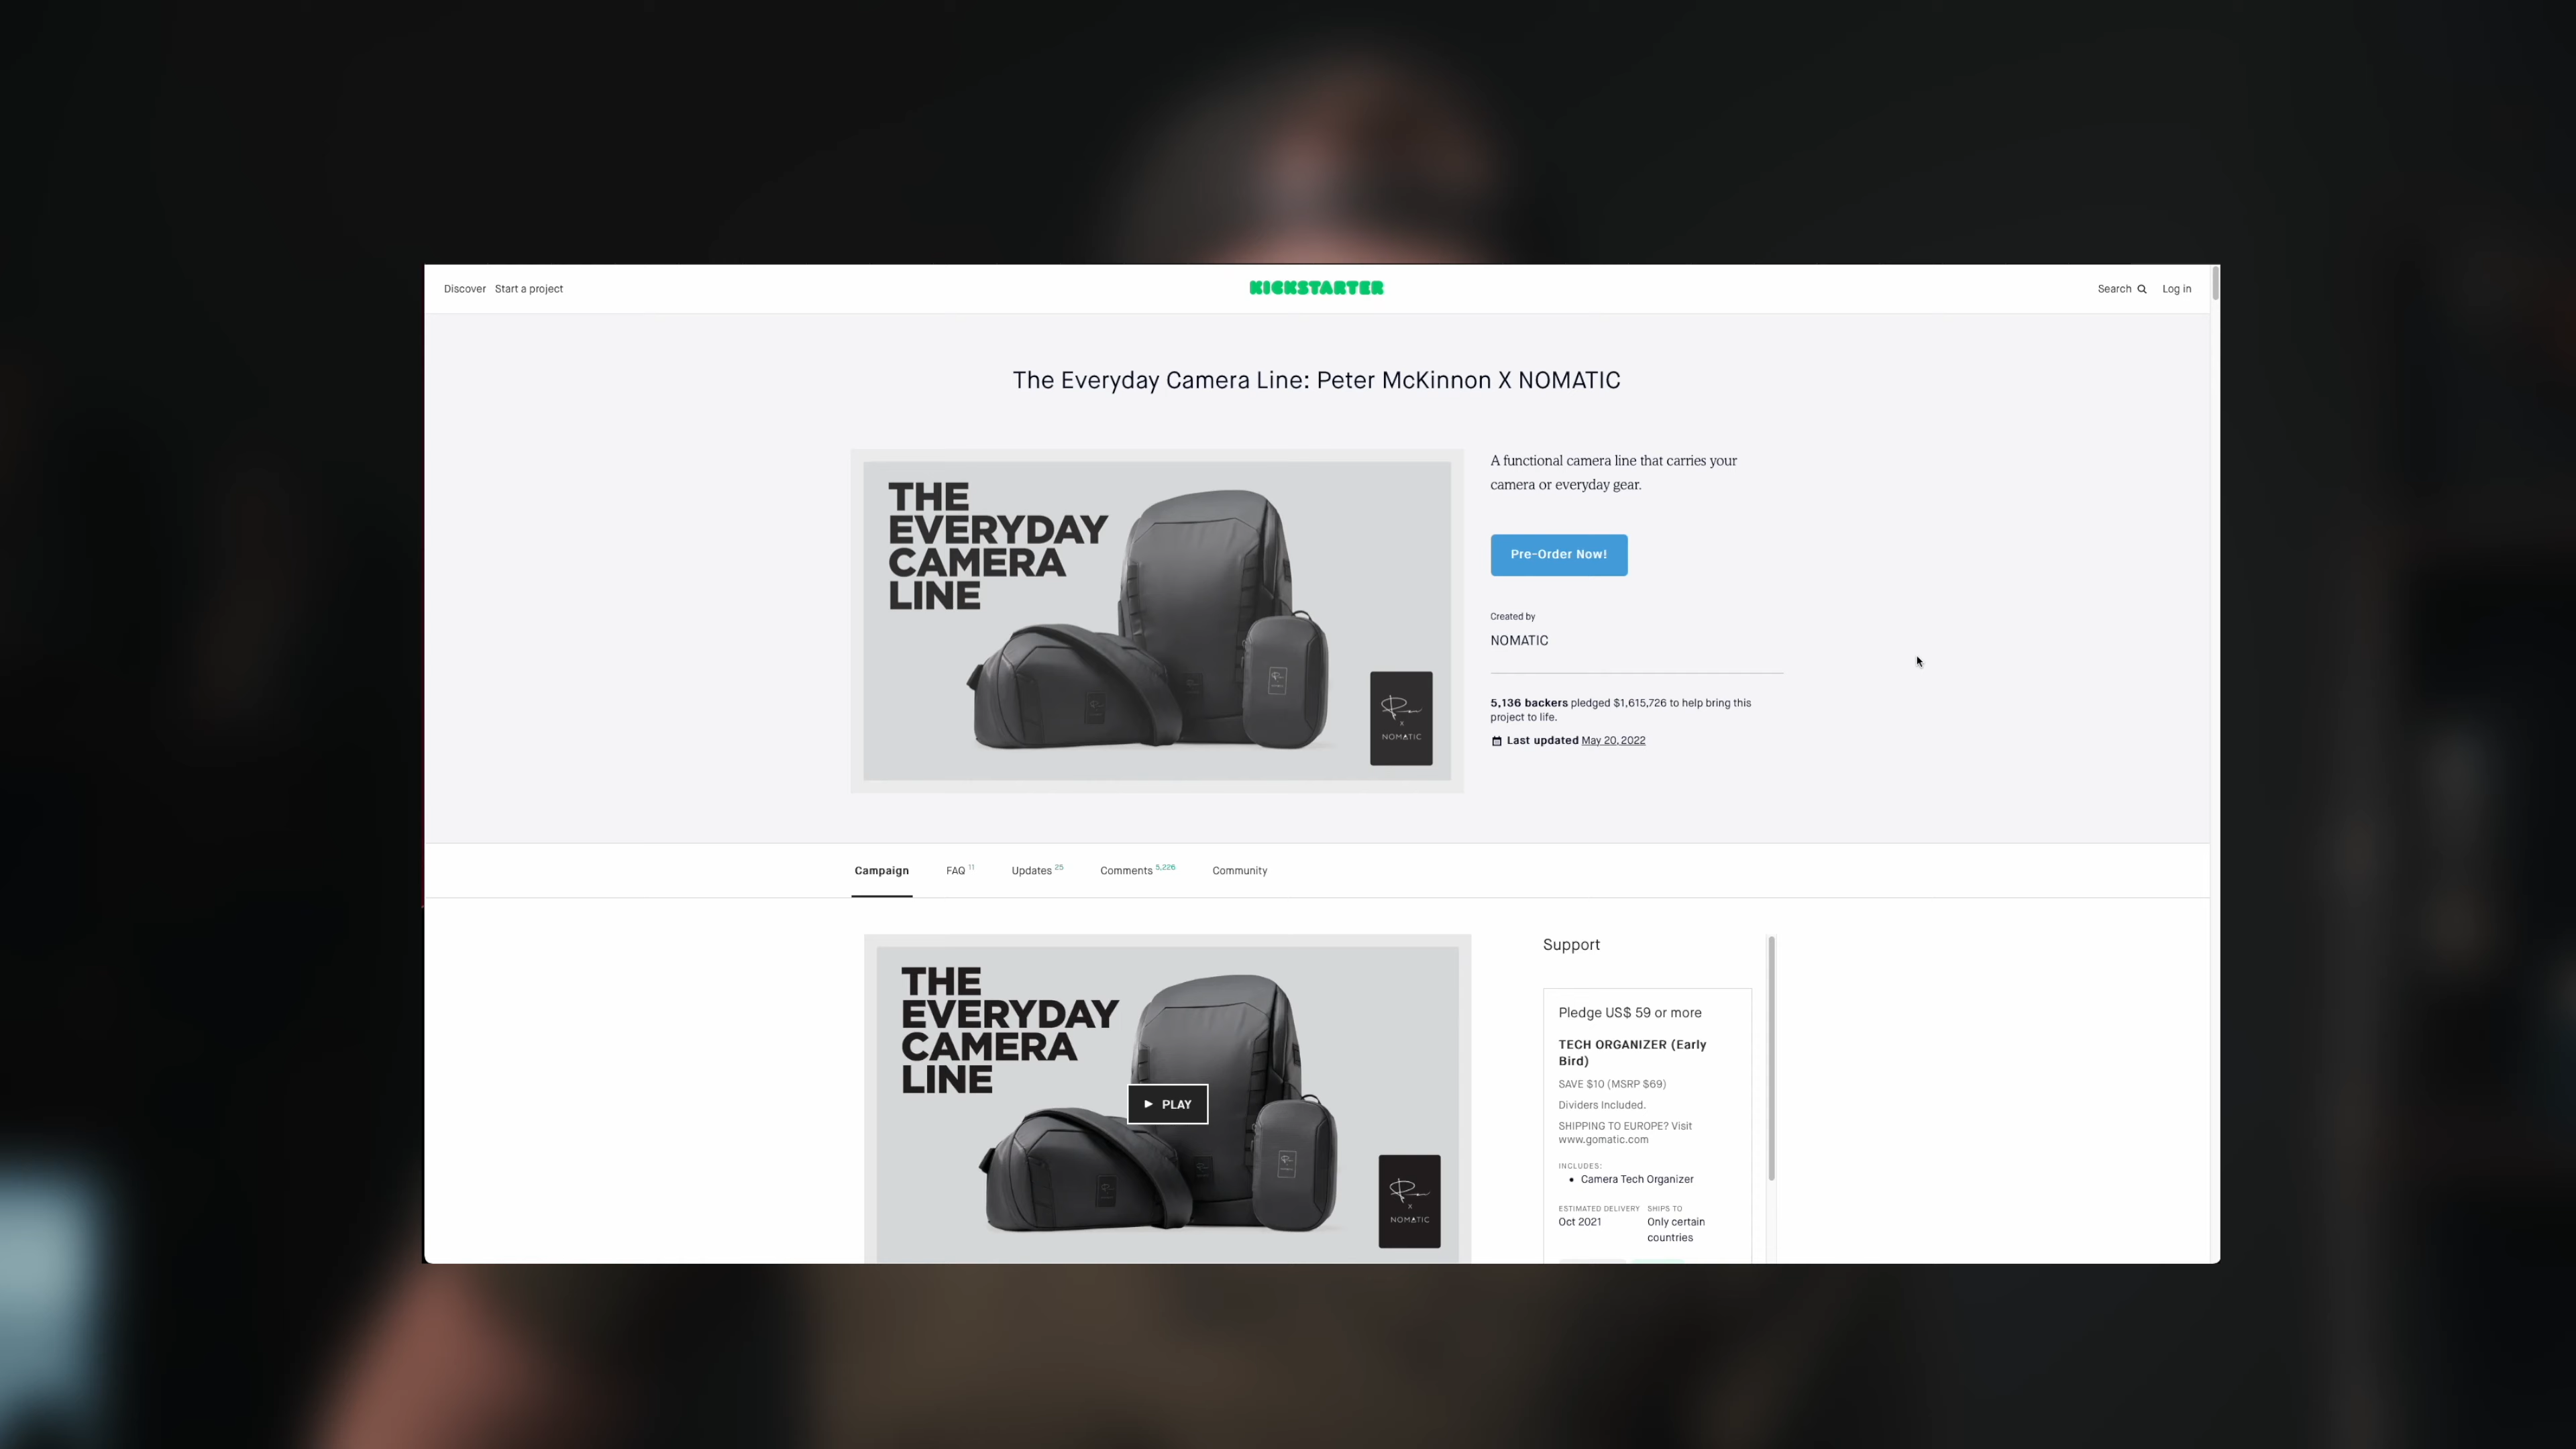 Discover Start a project
KICKSTARTER
Search Log in
The Everyday Camera Line: Peter McKinnon X NOMATIC
THE
EVERYDAY
CAMERA
LINE
X
NOMATIC
A functional camera line that carries your
camera or everyday gear.
Pre-Order Now!
Created by
NOMATIC
5,136 backers pledged $1,615,726 to help bring this
project to life.
Last updated May 20, 2022
Campaign FAQ 11 Updates 25 Comments 5,226 Community
THE
EVERYDAY
CAMERA
LINE
PLAY
X
NOMATIC
Support
Pledge US$ 59 or more
TECH ORGANIZER (Early
Bird)
SAVE $10 (MSRP $69)
Dividers Included.
SHIPPING TO EUROPE? Visit
www.gomatic.com
INCLUDES:
• Camera Tech Organizer
ESTIMATED DELIVERY SHIPS TO
Oct 2021 Only certain
countries